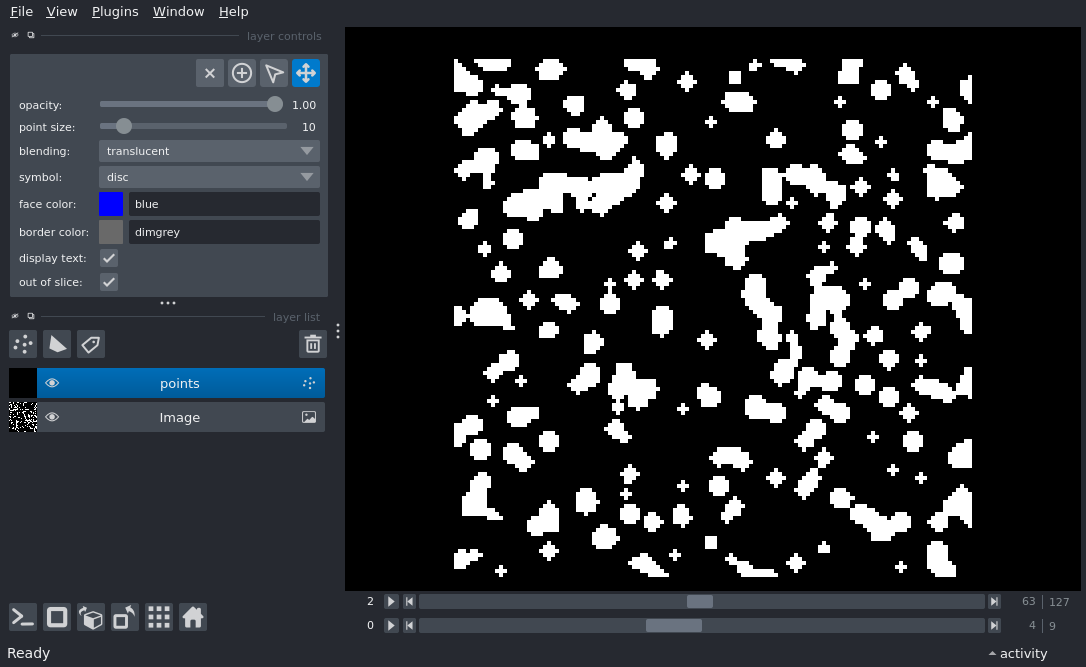 File View Plugins Window Help
layer controls
opacity: 1.00
point size: 10
blending: translucent
symbol: disc
face color: blue
border color: dimgrey
display text:
out of slice:
layer list
points
Image
2 63 127
0 4 9
Ready activity